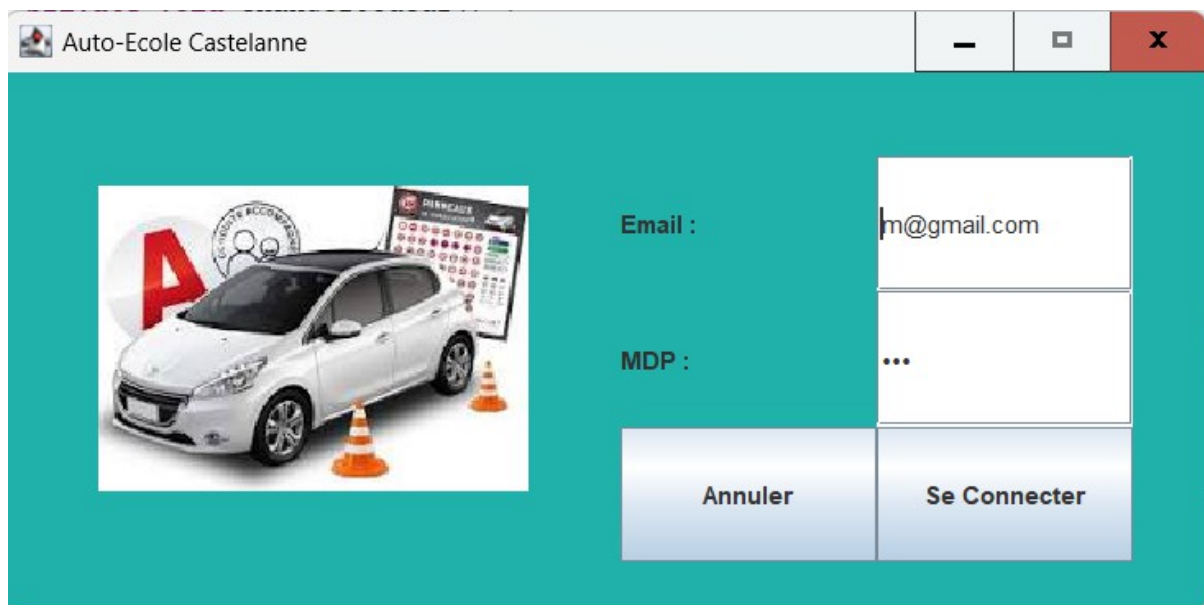 Auto-Ecole Castelanne
Email :
m@gmail.com
MDP :
•••
Annuler
Se Connecter